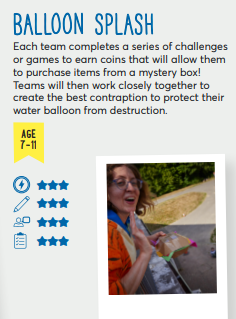 BALLOON SPLASH
Each team completes a series of challenges
or games to earn coins that will allow them
to purchase items from a mystery box!
Teams will then work closely together to
create the best contraption to protect their
water balloon from destruction.
AGE
7-11